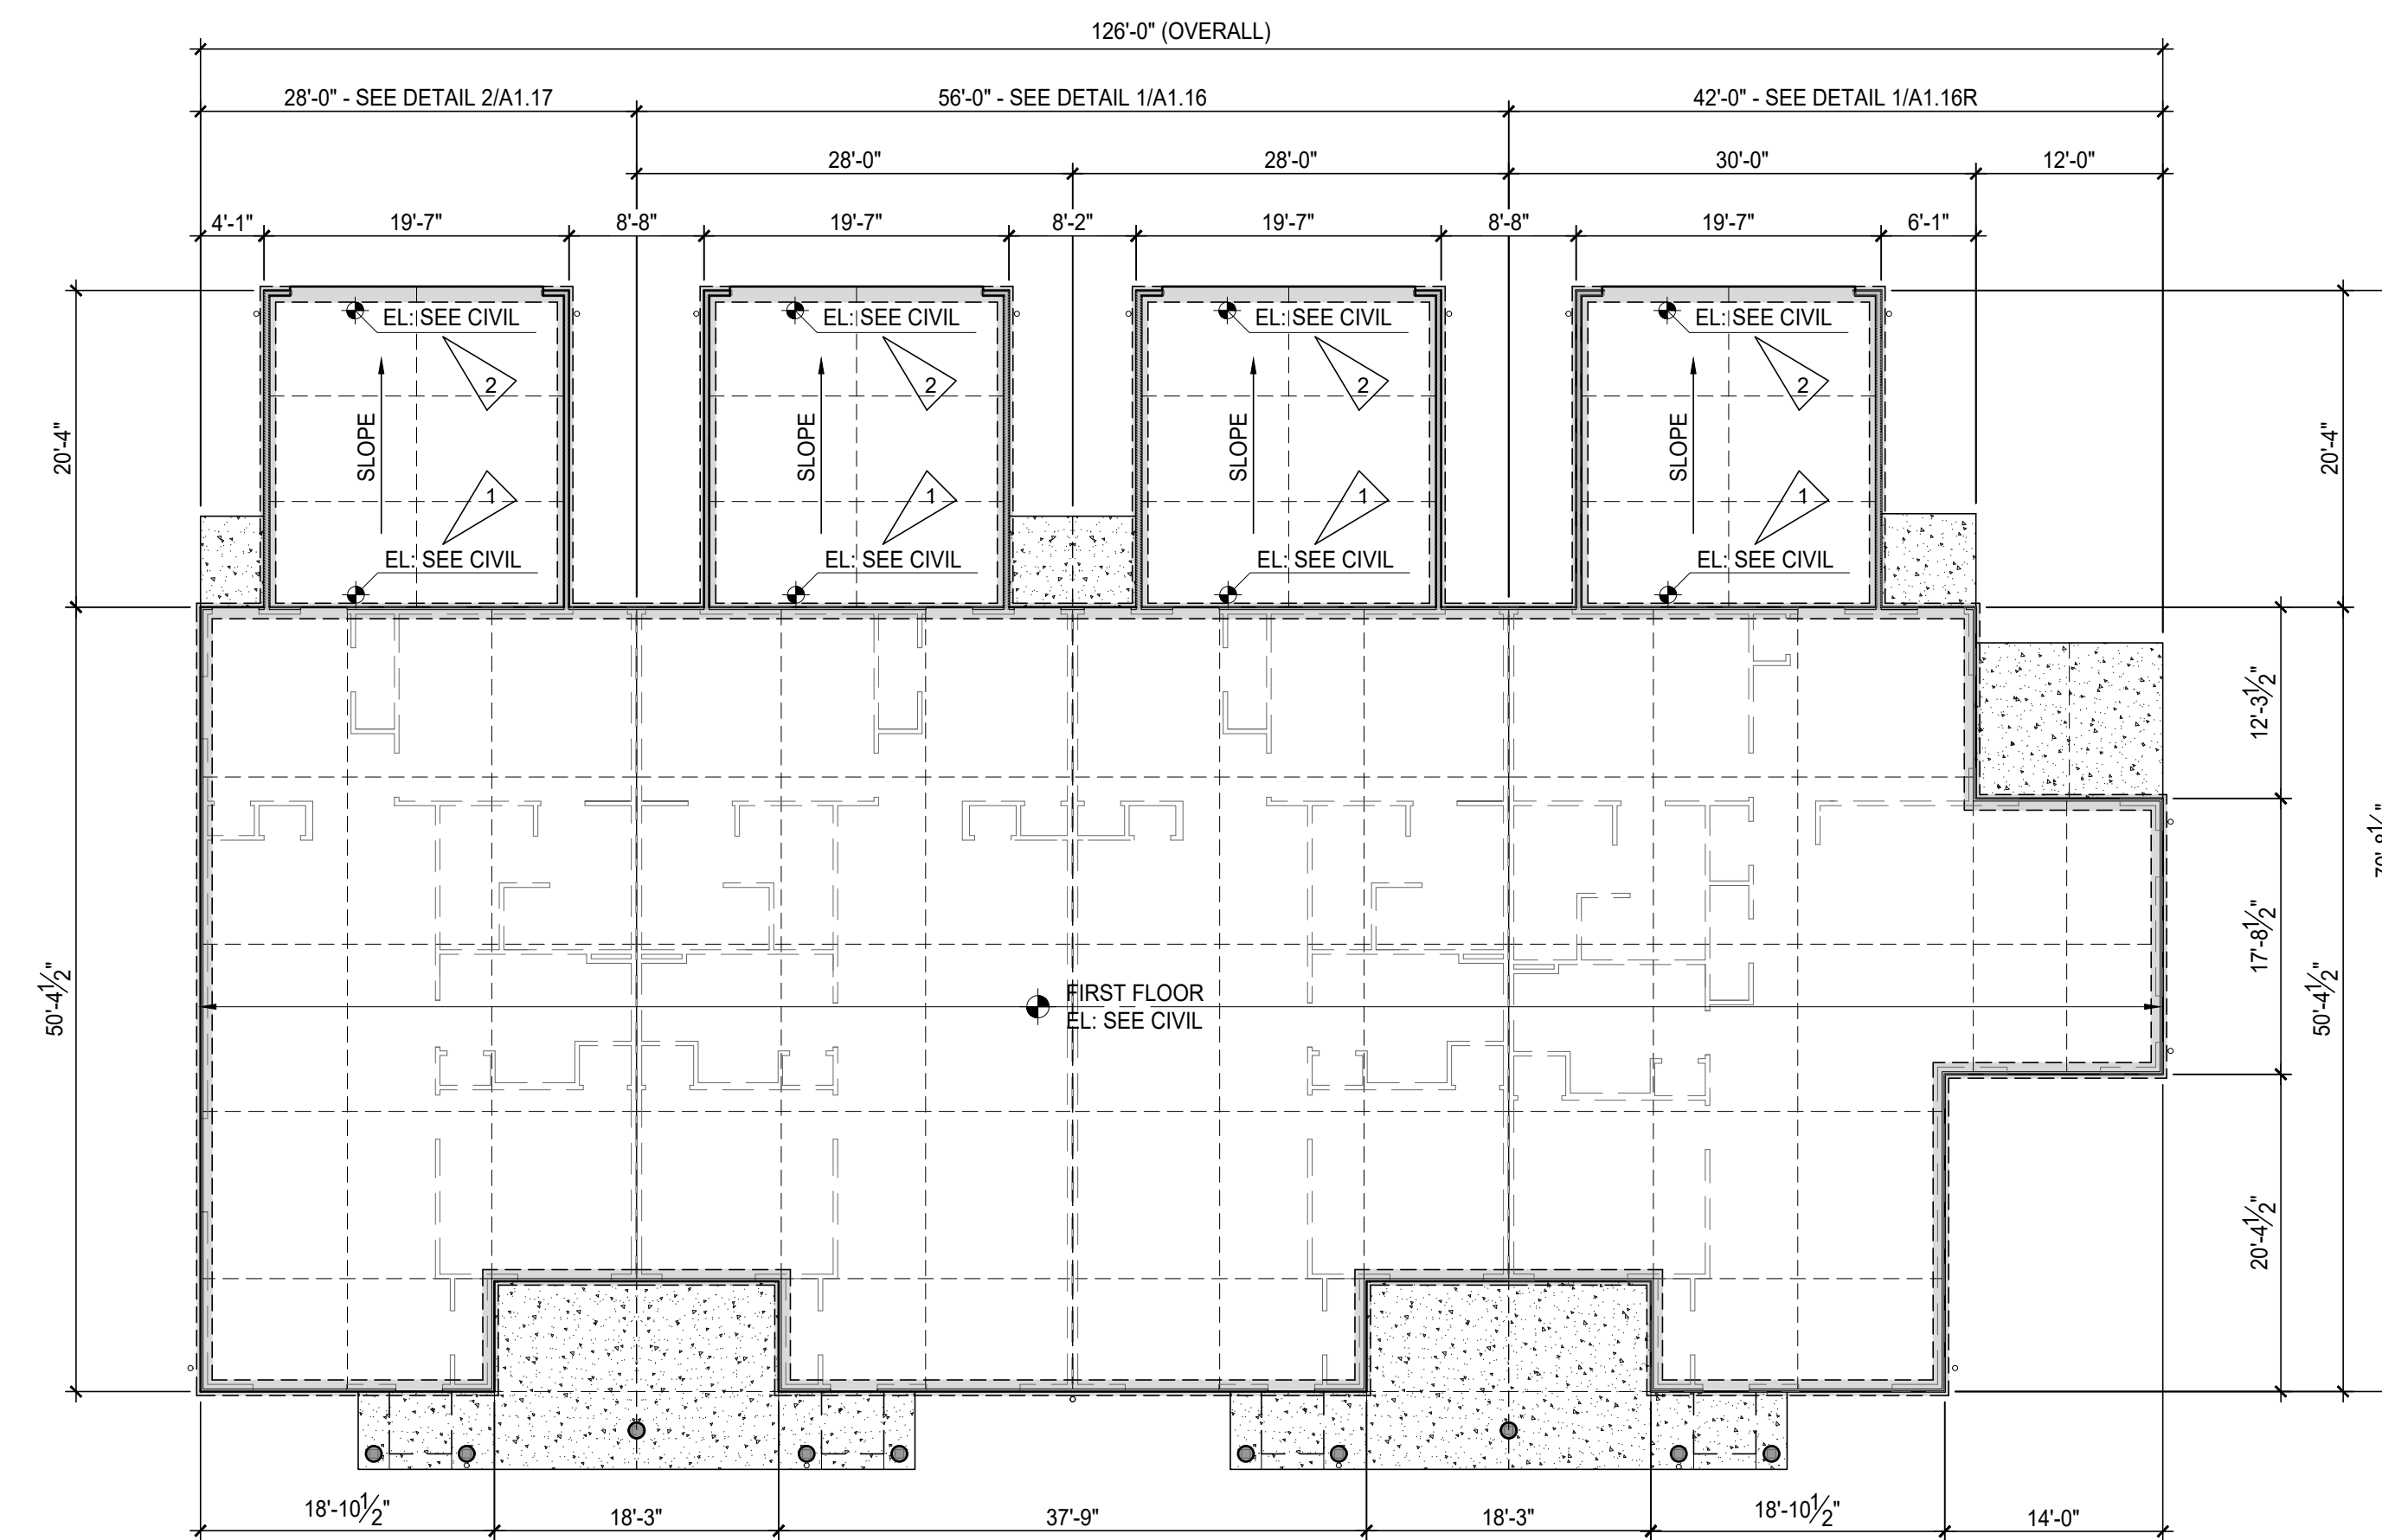 126'-0" (OVERALL)
28'-0" - SEE DETAIL 2/A1.17
56'-0" - SEE DETAIL 1/A1.16
42'-0" - SEE DETAIL 1/A1.16R
28'-0"
28'-0"
30'-0"
12'-0"
4'-1"
19'-7"
8'-8"
19'-7"
8'-2"
19'-7"
8'-8"
19'-7"
6'-1"
EL: SEE CIVIL
EL: SEE CIVIL
EL: SEE CIVIL
EL: SEE CIVIL
2
2
2
2
20'-4"
SLOPE
SLOPE
SLOPE
SLOPE
20'-4"
1
1
1
1
EL: SEE CIVIL
EL: SEE CIVIL
EL: SEE CIVIL
EL: SEE CIVIL
12'-3½"
50'-4½"
17'-8½"
50'-4½"
FIRST FLOOR
EL: SEE CIVIL
20'-4½"
18'-10½"
18'-3"
37'-9"
18'-3"
18'-10½"
14'-0"